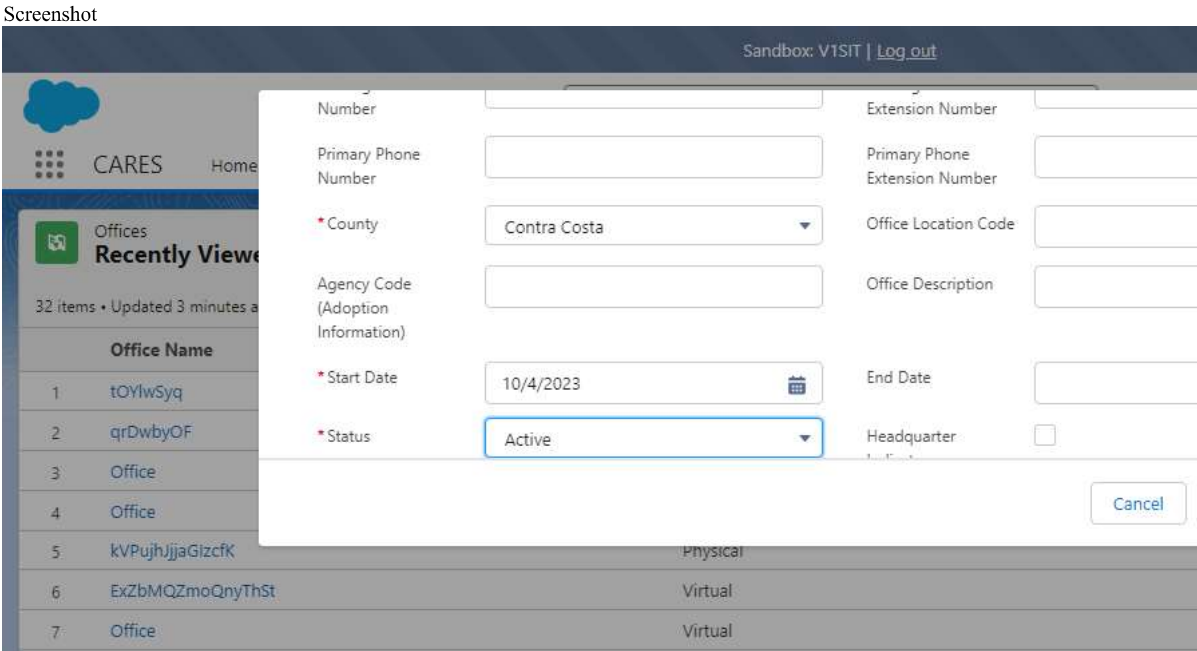 Screenshot
Sandbox: V1SIT | Log out
CARES Home
Offices
Recently Viewe
32 items • Updated 3 minutes a
Office Name
1 tOYlwSyq
2 qrDwbyOF
3 Office
4 Office
5 kVPujhJjjaGIzcfK Physical
6 ExZbMQZmoQnyThSt Virtual
7 Office Virtual
Number
Extension Number
Primary Phone
Number
Primary Phone
Extension Number
*County Contra Costa
Office Location Code
Agency Code
(Adoption
Information)
Office Description
*Start Date 10/4/2023
End Date
*Status Active
Headquarter
Cancel